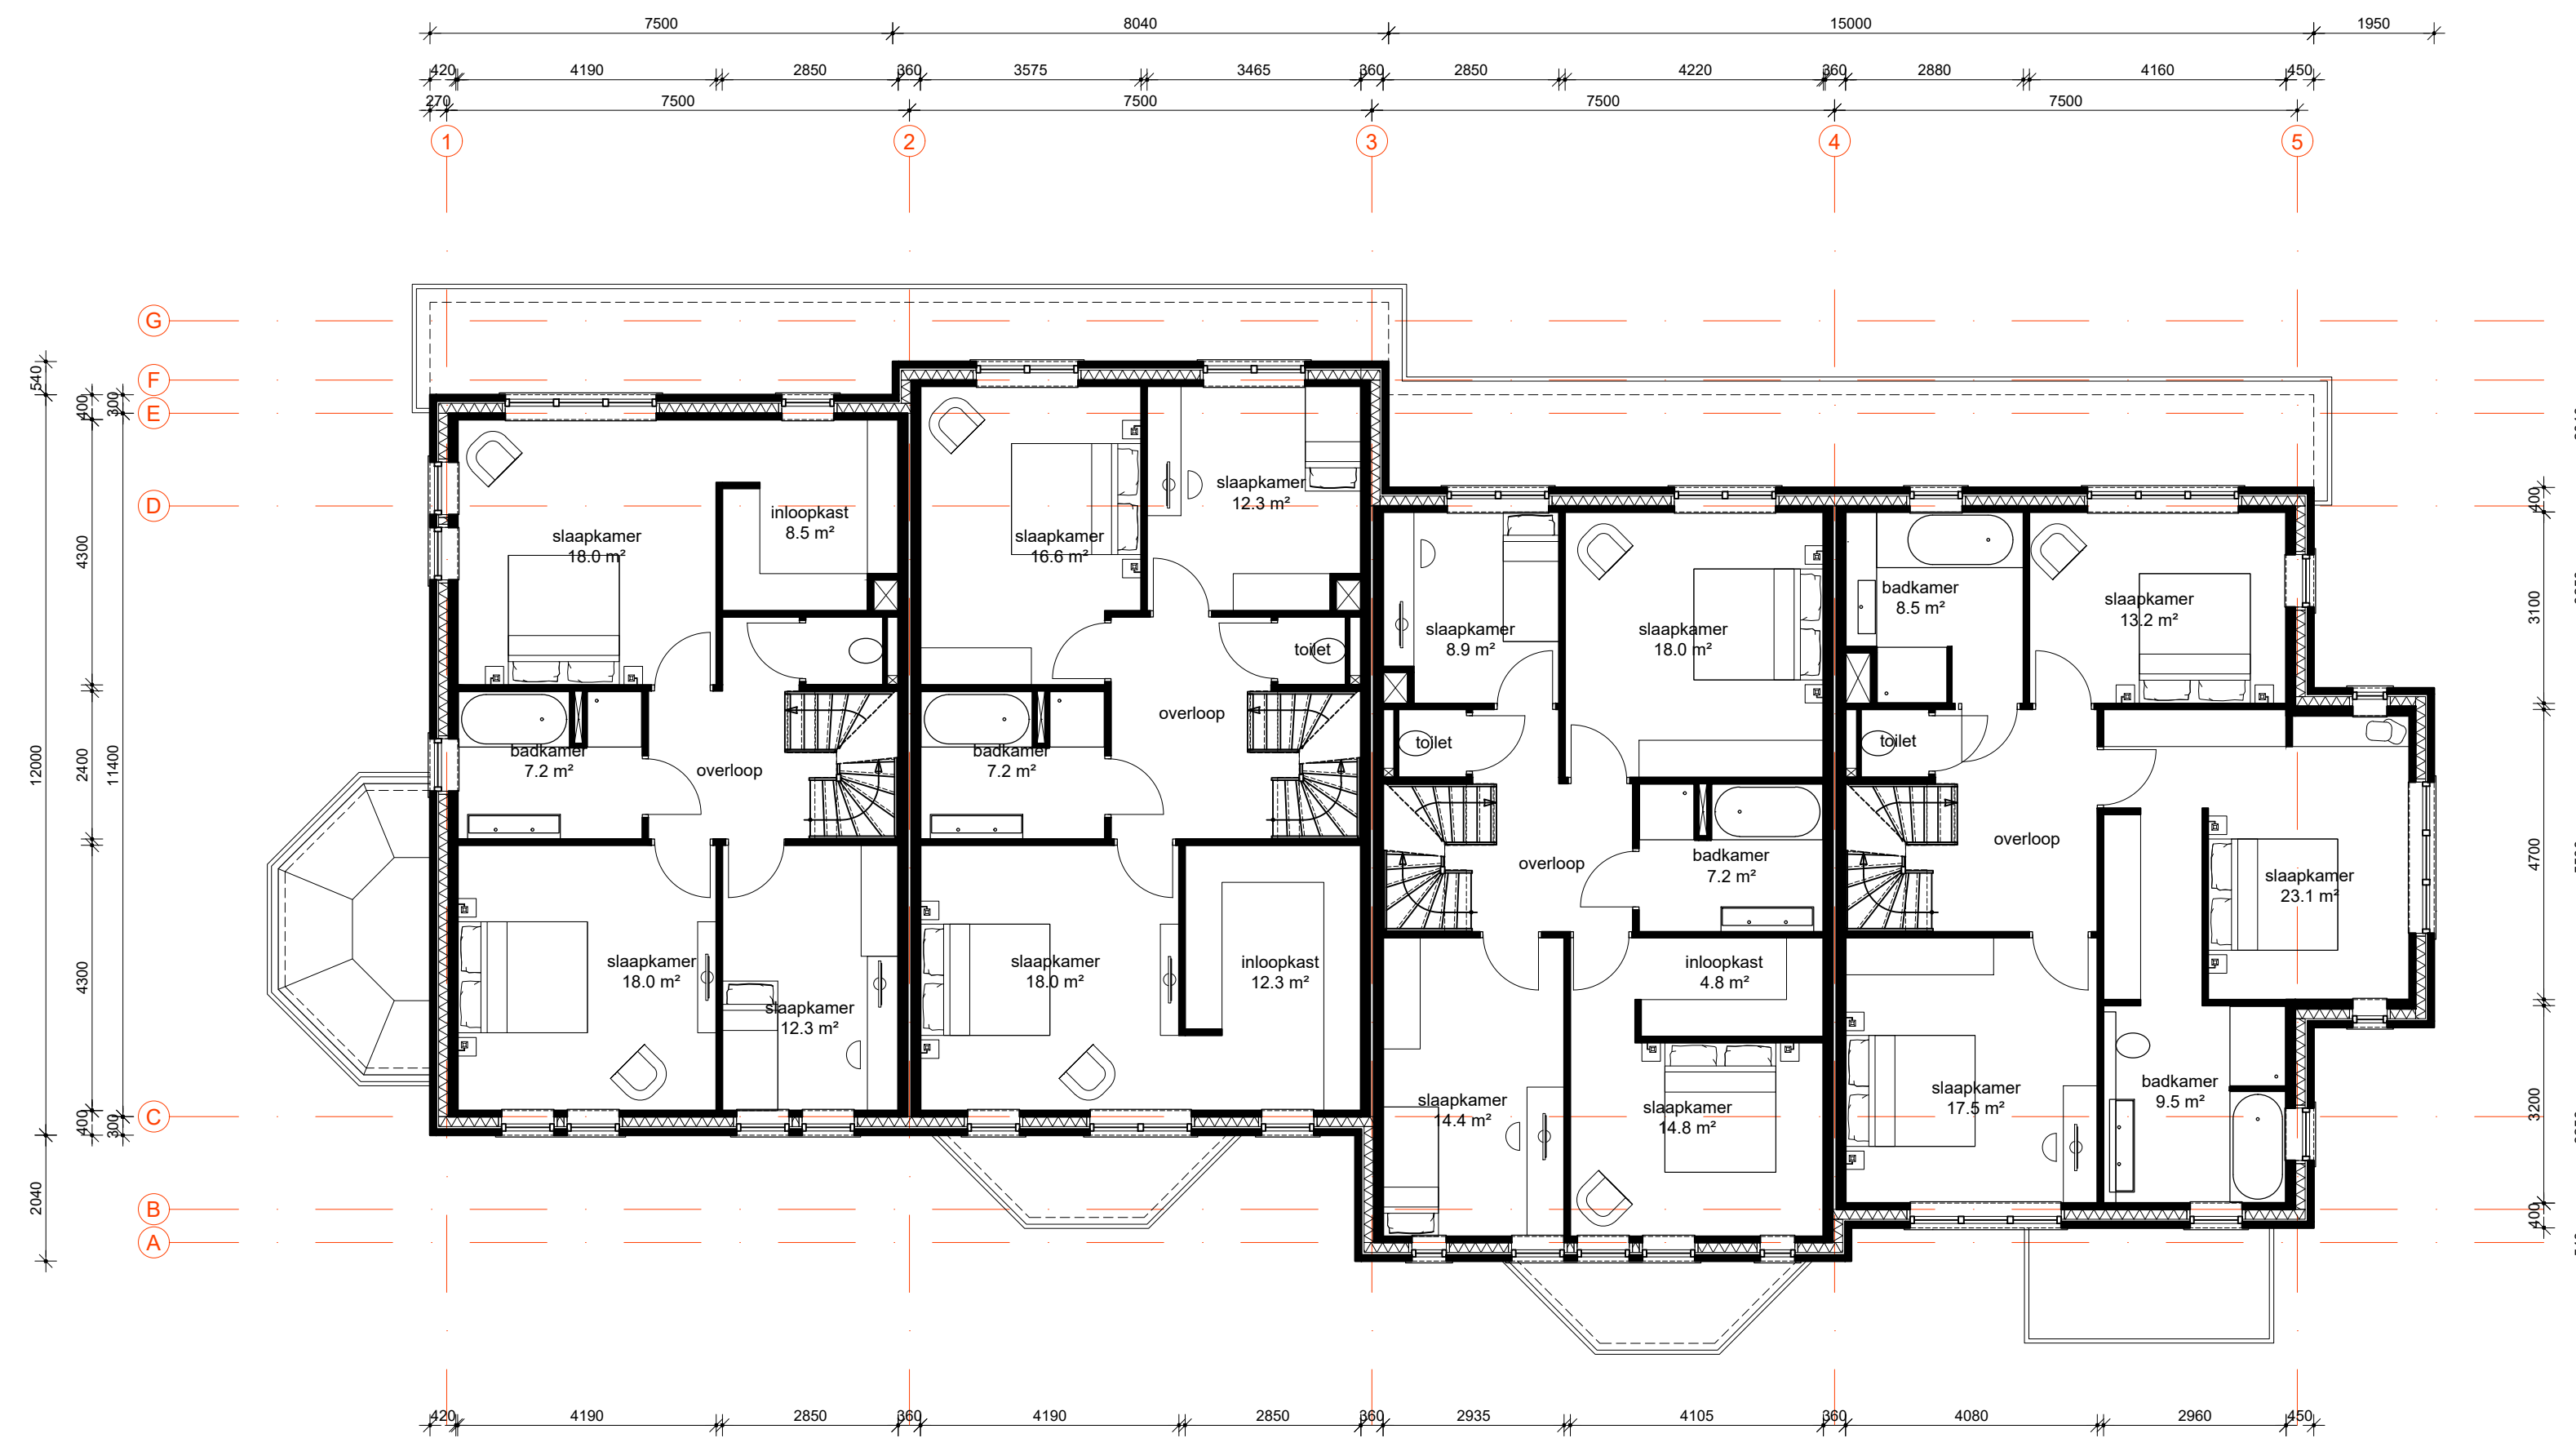 7500 8040 15000 1950
420 4190 2850 360 3575 3465 360 2850 4220 360 2880 4160 450
270 7500 7500 7500 7500
1 2 3 4 5
G
F
E
D
C
B
A
540
400
300
4300
2400
12000
11400
4300
400
300
2040
400
3100
4700
3200
400
slaapkamer
18.0 m²
inloopkast
8.5 m²
badkamer
7.2 m²
overloop
slaapkamer
18.0 m²
slaapkamer
12.3 m²
slaapkamer
16.6 m²
slaapkamer
12.3 m²
toilet
overloop
badkamer
7.2 m²
slaapkamer
18.0 m²
inloopkast
12.3 m²
slaapkamer
8.9 m²
slaapkamer
18.0 m²
toilet
overloop
badkamer
7.2 m²
inloopkast
4.8 m²
slaapkamer
14.4 m²
slaapkamer
14.8 m²
badkamer
8.5 m²
slaapkamer
13.2 m²
toilet
overloop
slaapkamer
23.1 m²
slaapkamer
17.5 m²
badkamer
9.5 m²
420 4190 2850 360 4190 2850 360 2935 4105 360 4080 2960 450